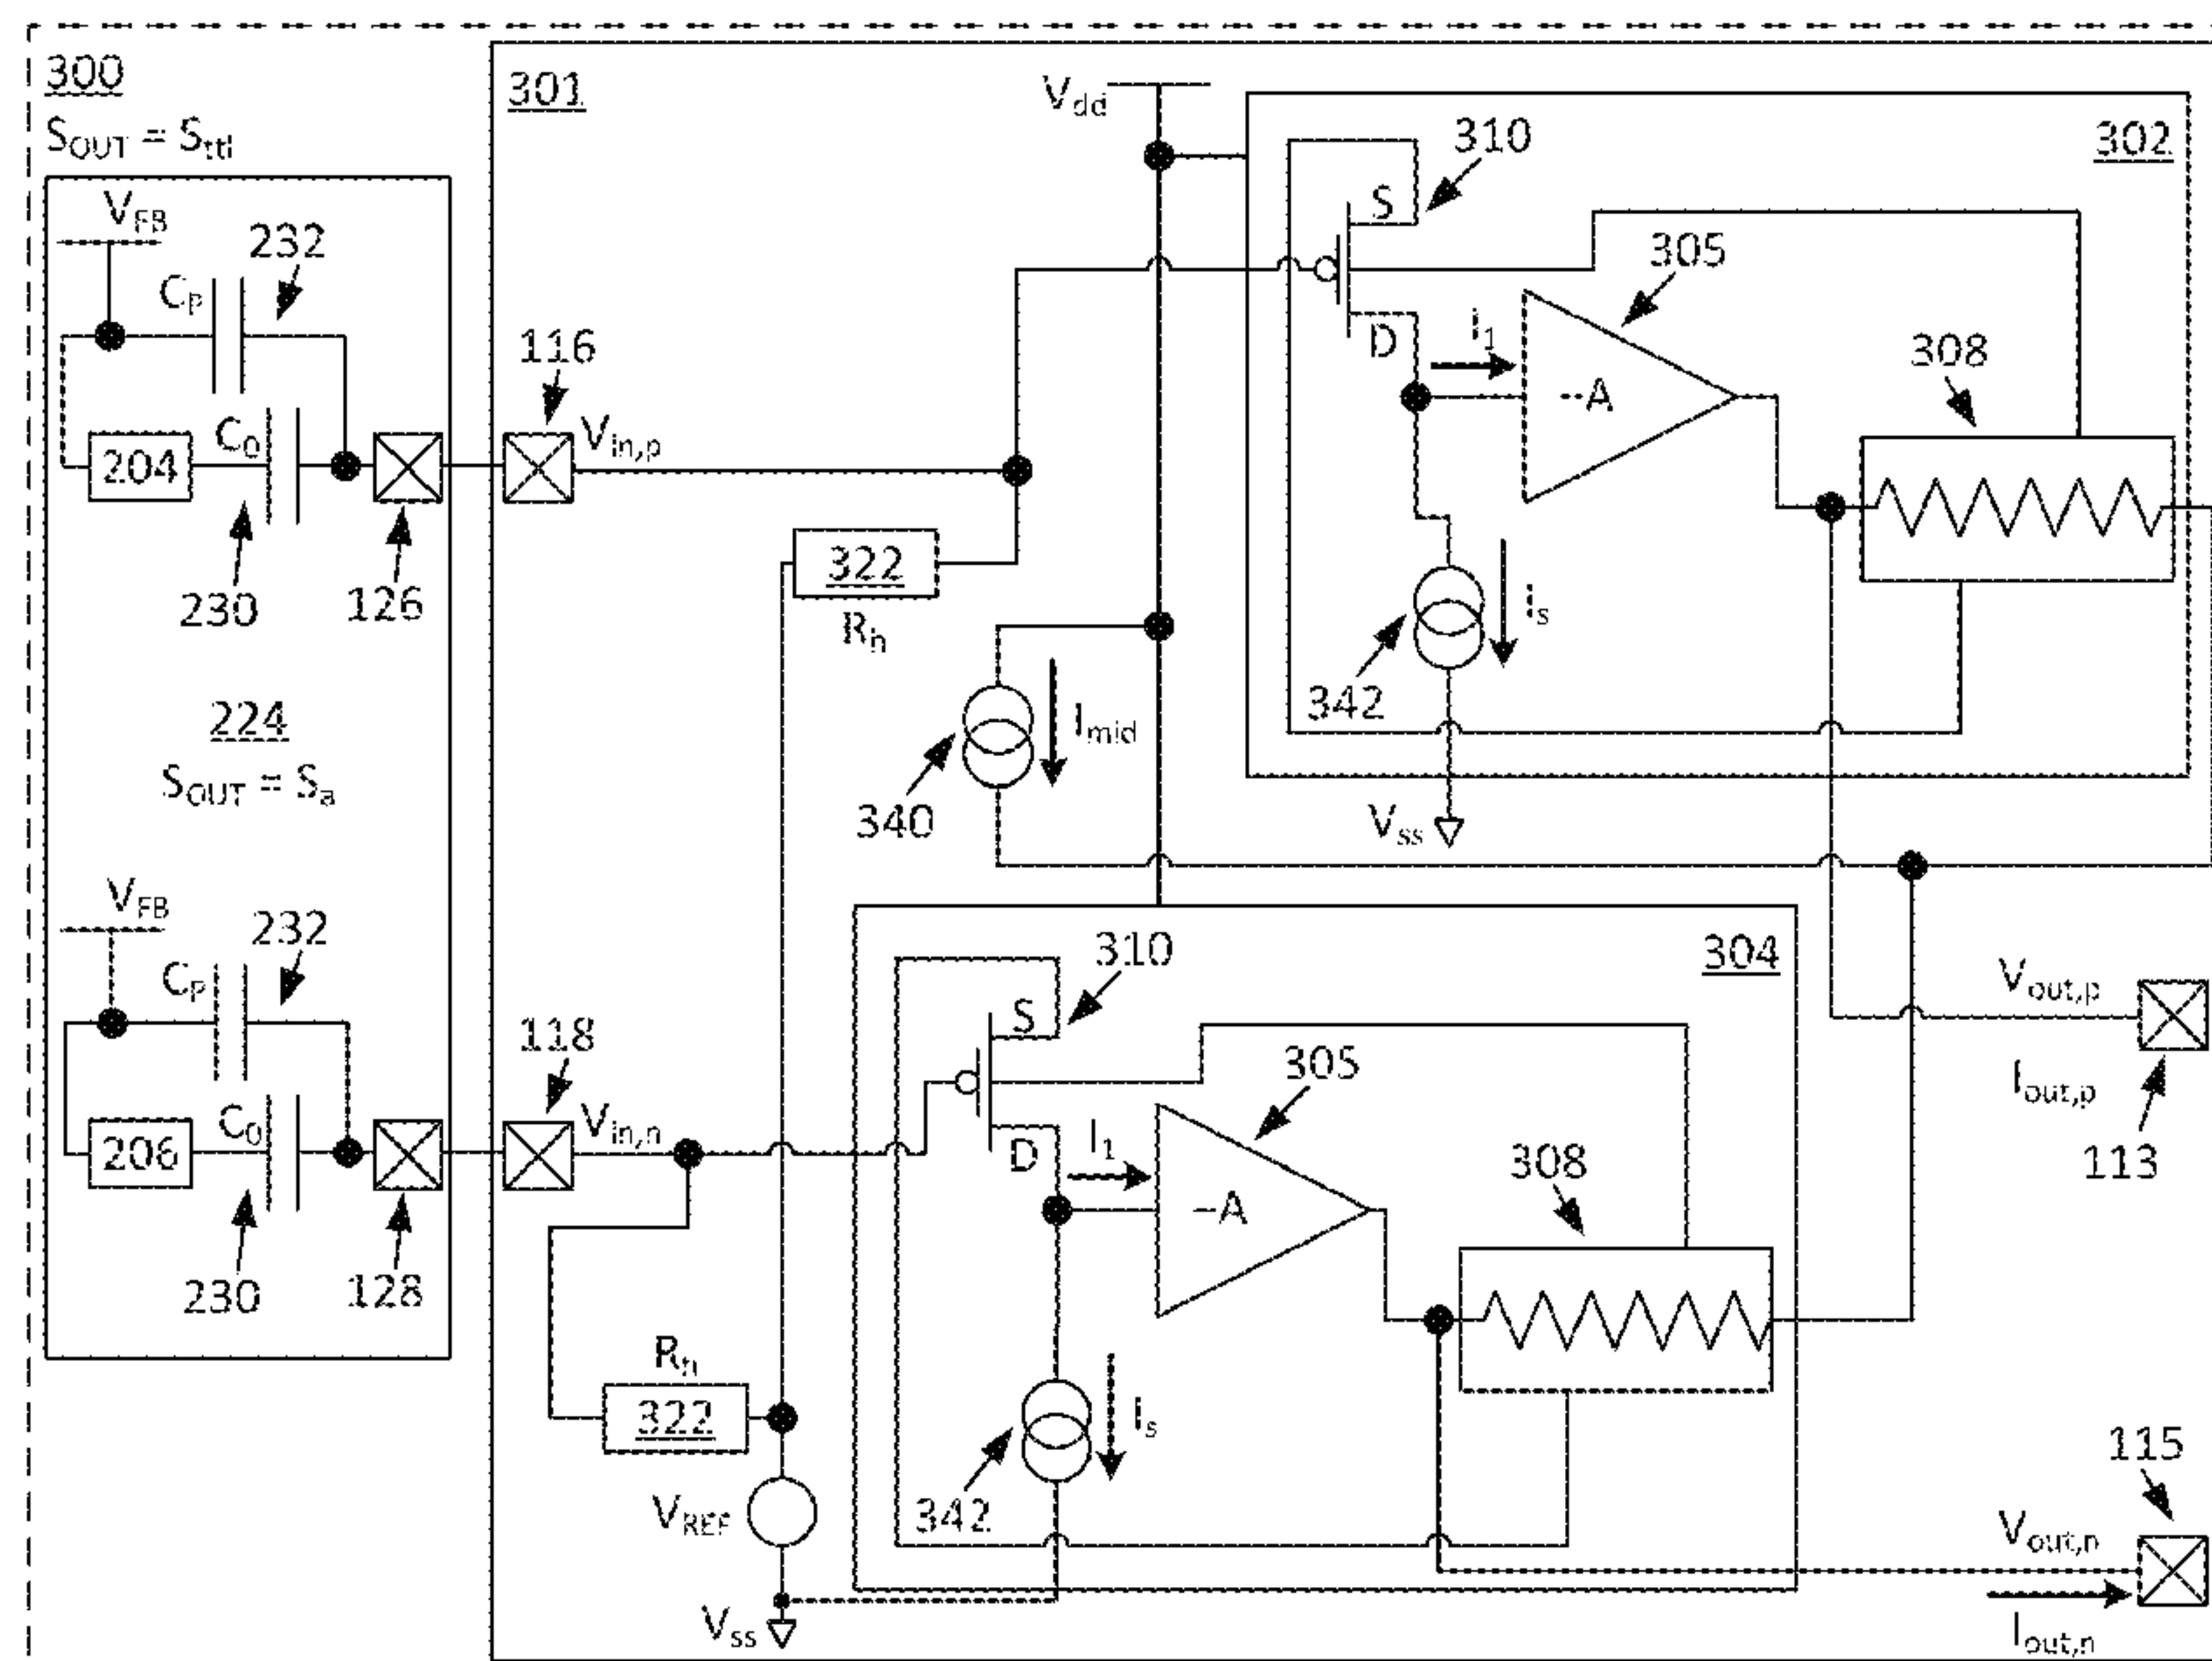 300
S_OUT = S_ttl
301
V_dd
302
310
S
D
305
i_1
--A
308
V_FB
232
C_P
204
C_0
230
126
116
V_in,p
322
R_h
342
i_s
V_ss
340
I_mid
224
S_OUT = S_a
V_FB
232
C_P
206
C_0
230
128
118
V_in,n
R_h
322
V_REF
V_ss
304
310
S
D
305
I_1
–A
308
342
i_s
V_out,p
I_out,p
113
115
V_out,n
I_out,n